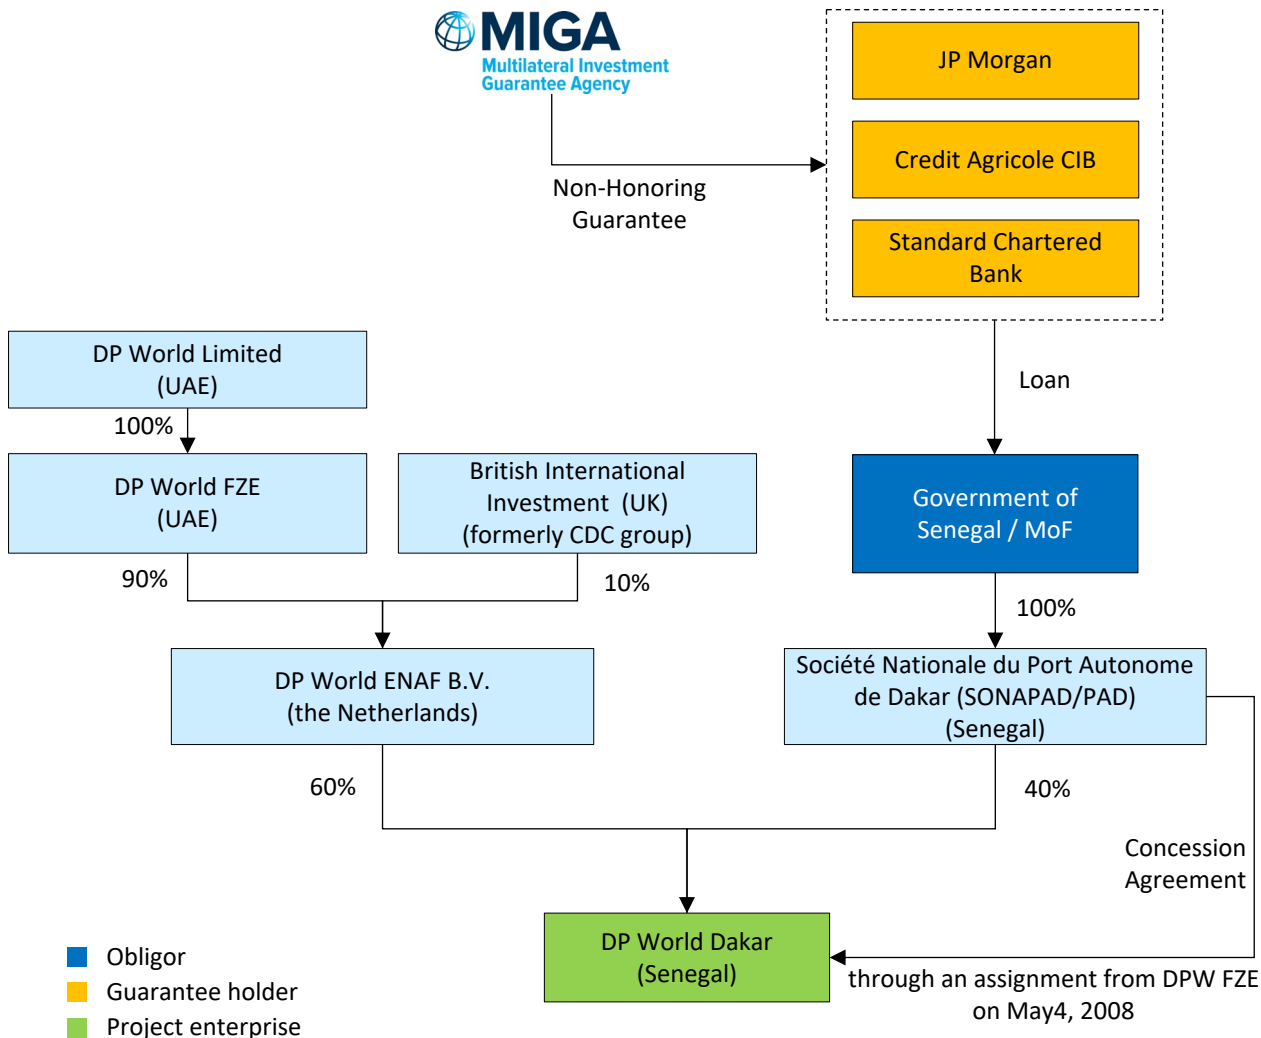 MIGA
Multilateral Investment
Guarantee Agency
JP Morgan
Credit Agricole CIB
Standard Chartered
Bank
Non-Honoring
Guarantee
Loan
DP World Limited
(UAE)
100%
DP World FZE
(UAE)
British International
Investment (UK)
(formerly CDC group)
Government of
Senegal / MoF
90%
10%
100%
DP World ENAF B.V.
(the Netherlands)
Société Nationale du Port Autonome
de Dakar (SONAPAD/PAD)
(Senegal)
60%
40%
Concession
Agreement
DP World Dakar
(Senegal)
through an assignment from DPW FZE
on May4, 2008
Obligor
Guarantee holder
Project enterprise